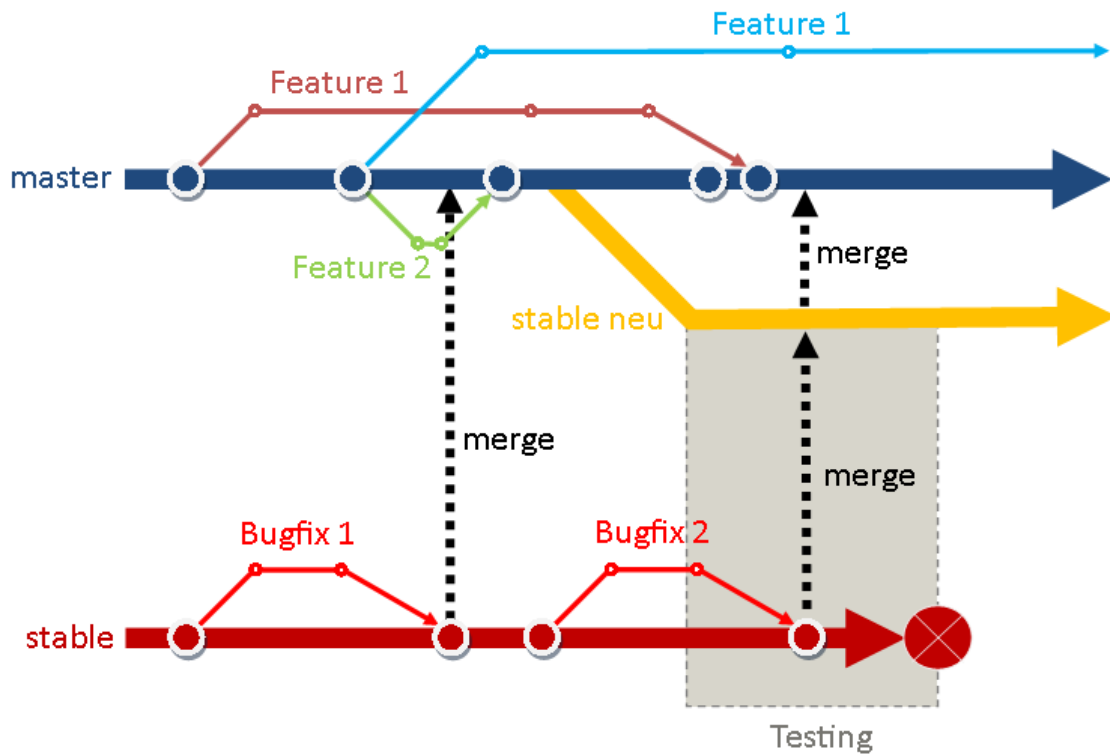 Feature 1
Feature 1
master
Feature 2
merge
stable neu
merge
merge
Bugfix 1
Bugfix 2
stable
Testing